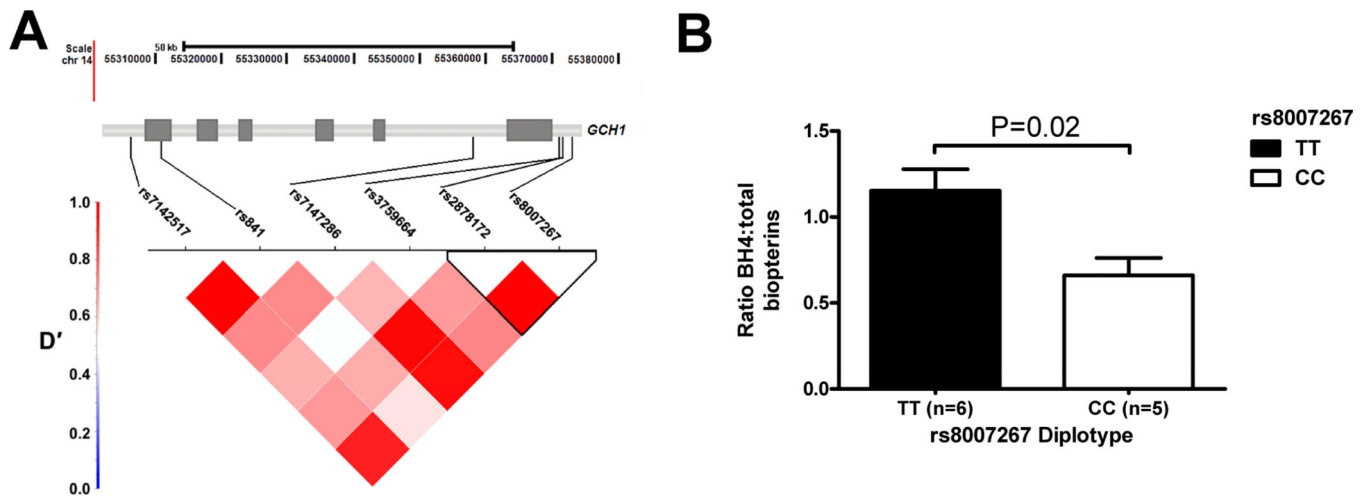 A
Scale
chr 14
50 kb
55310000 55320000 55330000 55340000 55350000 55360000 55370000 55380000
GCH1
rs7142517
rs841
rs7147286
rs3759664
rs2878172
rs8007267
1.0
0.8
0.6
D'
0.4
0.2
0.0
B
P=0.02
rs8007267
TT
CC
Ratio BH4:total
biopterins
1.5
1.0
0.5
0.0
TT (n=6) CC (n=5)
rs8007267 Diplotype